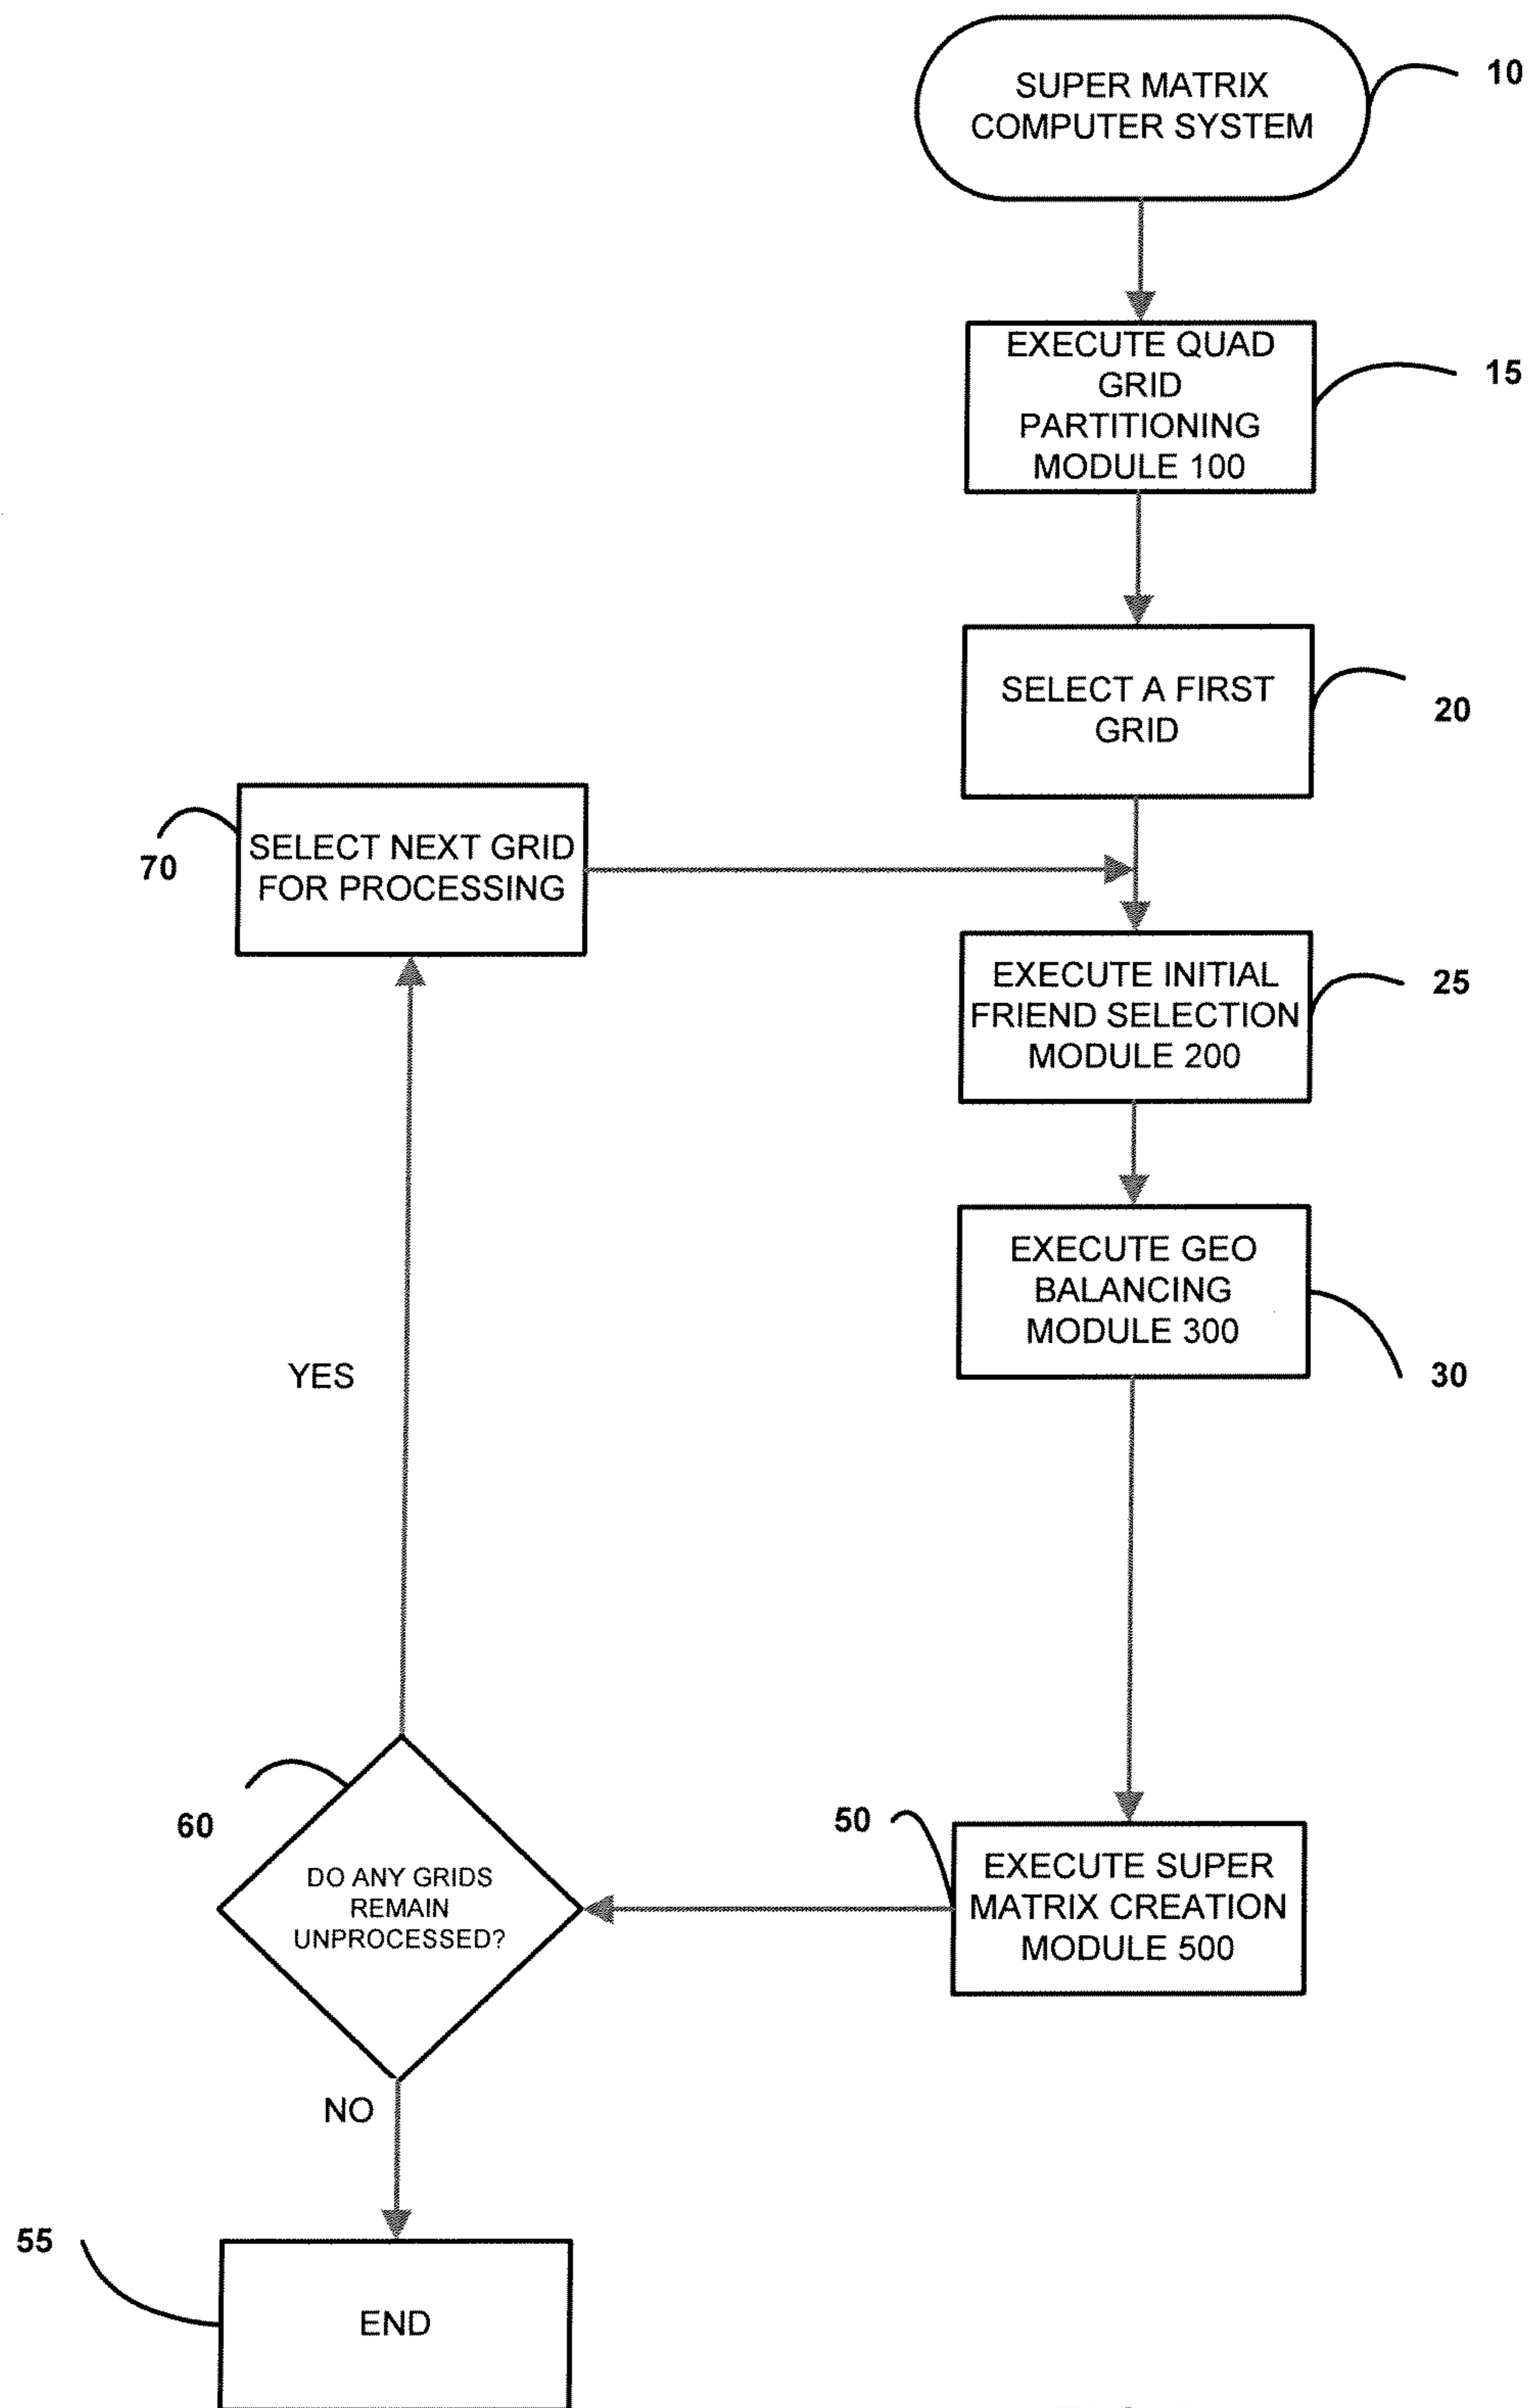 SUPER MATRIX
COMPUTER SYSTEM
10
EXECUTE QUAD
GRID
PARTITIONING
MODULE 100
15
SELECT A FIRST
GRID
20
SELECT NEXT GRID
FOR PROCESSING
70
EXECUTE INITIAL
FRIEND SELECTION
MODULE 200
25
EXECUTE GEO
BALANCING
MODULE 300
30
YES
50
EXECUTE SUPER
MATRIX CREATION
MODULE 500
60
DO ANY GRIDS
REMAIN
UNPROCESSED?
NO
55
END